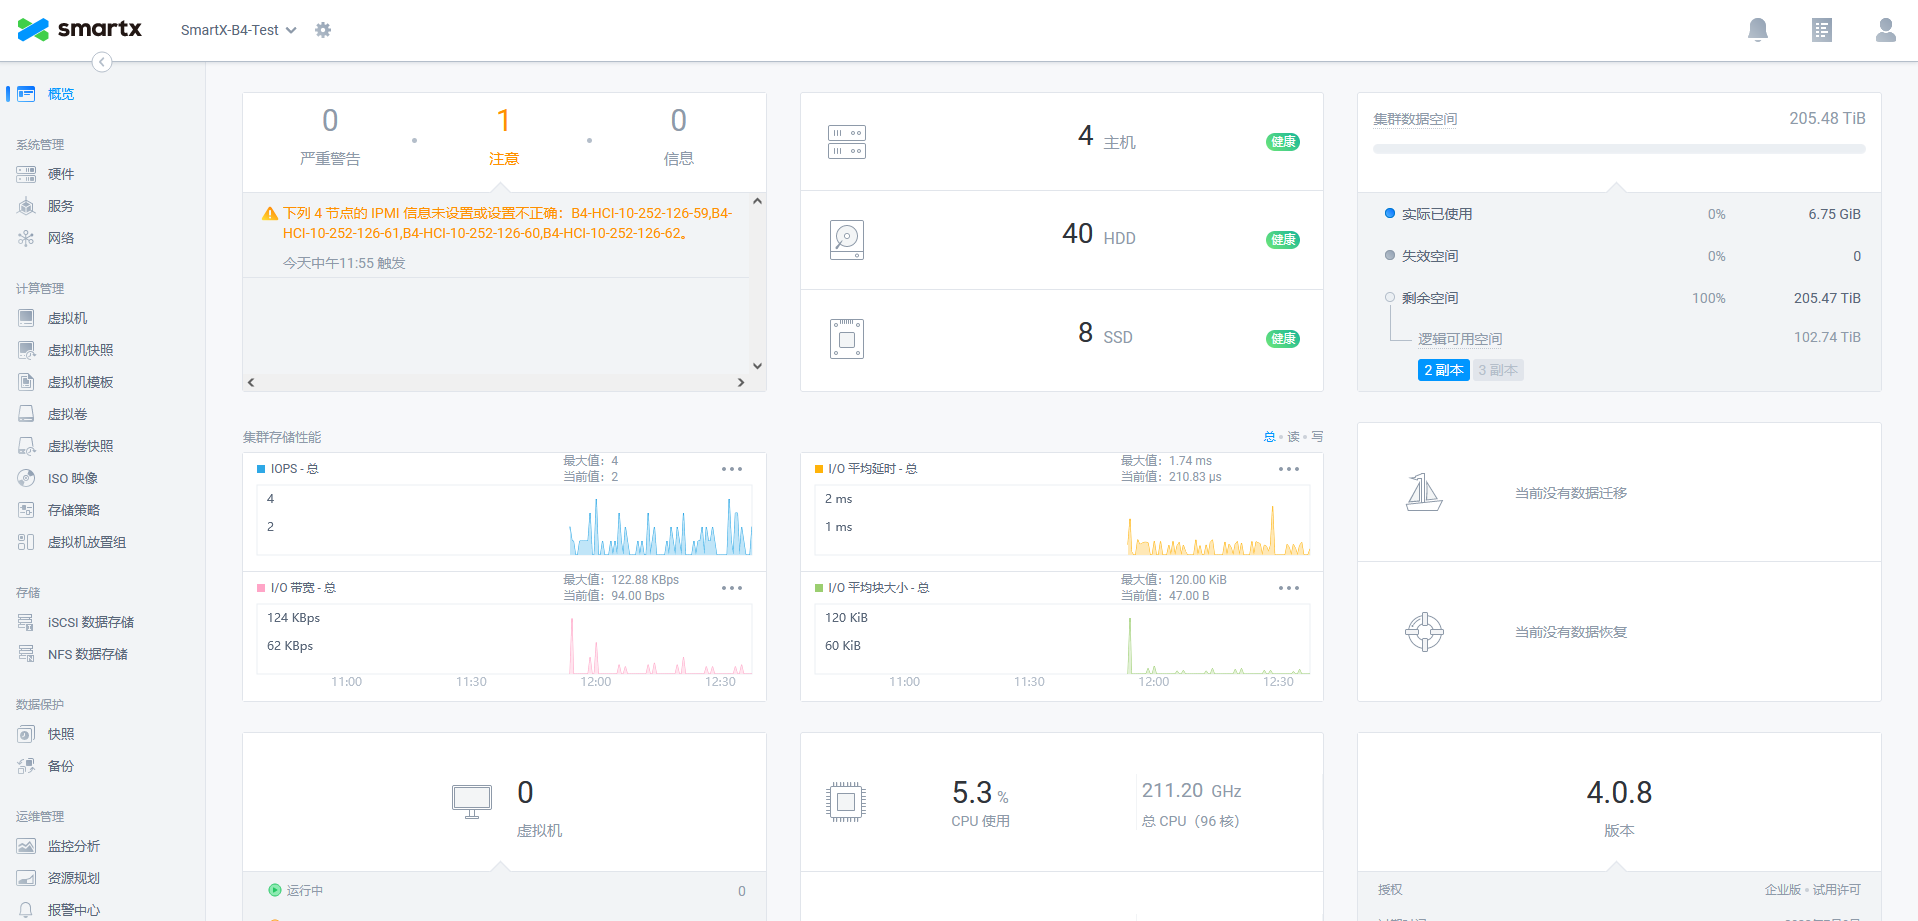 smartx
SmartX-B4-Test
概览
系统管理
硬件
服务
网络
计算管理
虚拟机
虚拟机快照
虚拟机模板
虚拟卷
虚拟卷快照
ISO 映像
存储策略
虚拟机放置组
存储
iSCSI 数据存储
NFS 数据存储
数据保护
快照
备份
运维管理
监控分析
资源规划
报警中心
0
严重警告
1
注意
0
信息
下列 4 节点的 IPMI 信息未设置或设置不正确：B4-HCI-10-252-126-59,B4-
HCI-10-252-126-61,B4-HCI-10-252-126-60,B4-HCI-10-252-126-62。
今天中午11:55 触发
4 主机
健康
40 HDD
健康
8 SSD
健康
集群数据空间
205.48 TiB
实际已使用
0%
6.75 GiB
失效空间
0%
0
剩余空间
100%
205.47 TiB
逻辑可用空间
102.74 TiB
2 副本
3 副本
集群存储性能
总 • 读 • 写
IOPS - 总
最大值：4
当前值：2
4
2
I/O 平均延时 - 总
最大值：1.74 ms
当前值：210.83 µs
2 ms
1 ms
I/O 带宽 - 总
最大值：122.88 KBps
当前值：94.00 Bps
124 KBps
62 KBps
11:00
11:30
12:00
12:30
I/O 平均块大小 - 总
最大值：120.00 KiB
当前值：47.00 B
120 KiB
60 KiB
11:00
11:30
12:00
12:30
当前没有数据迁移
当前没有数据恢复
0
虚拟机
运行中
0
5.3 %
CPU 使用
211.20 GHz
总 CPU（96 核）
4.0.8
版本
授权
企业版 • 试用许可